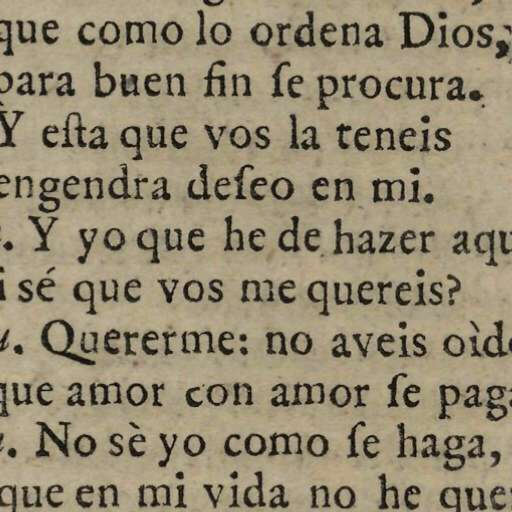 que como lo ordena Dios,
para buen fin ſe procura.
Y eſta que vos la teneis
engendra deſeo en mi.
Y yo que he de hazer aqu
sé que vos me quereis?
Quererme: no aveis oìdo
que amor con amor ſe paga
No sè yo como ſe haga,
que en mi vida no he que